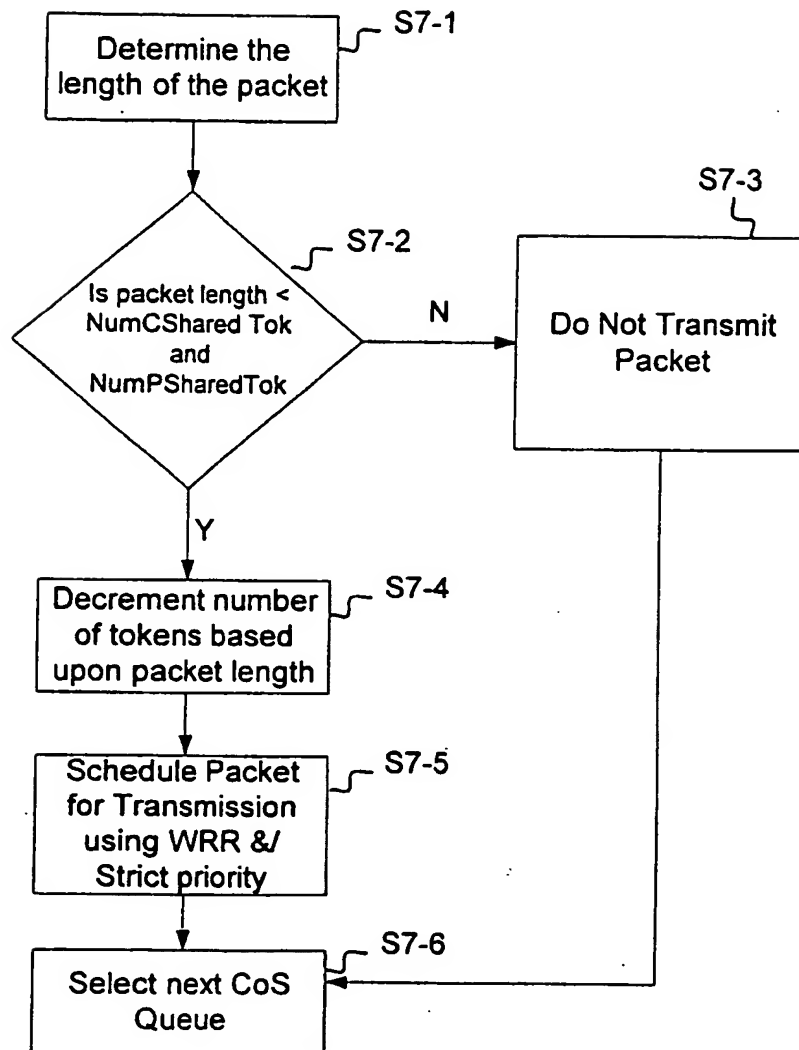 S7-1
Determine the
length of the packet
S7-2
Is packet length <
NumCShared Tok
and
NumPSharedTok
N
S7-3
Do Not Transmit
Packet
Y
S7-4
Decrement number
of tokens based
upon packet length
S7-5
Schedule Packet
for Transmission
using WRR &/
Strict priority
S7-6
Select next CoS
Queue